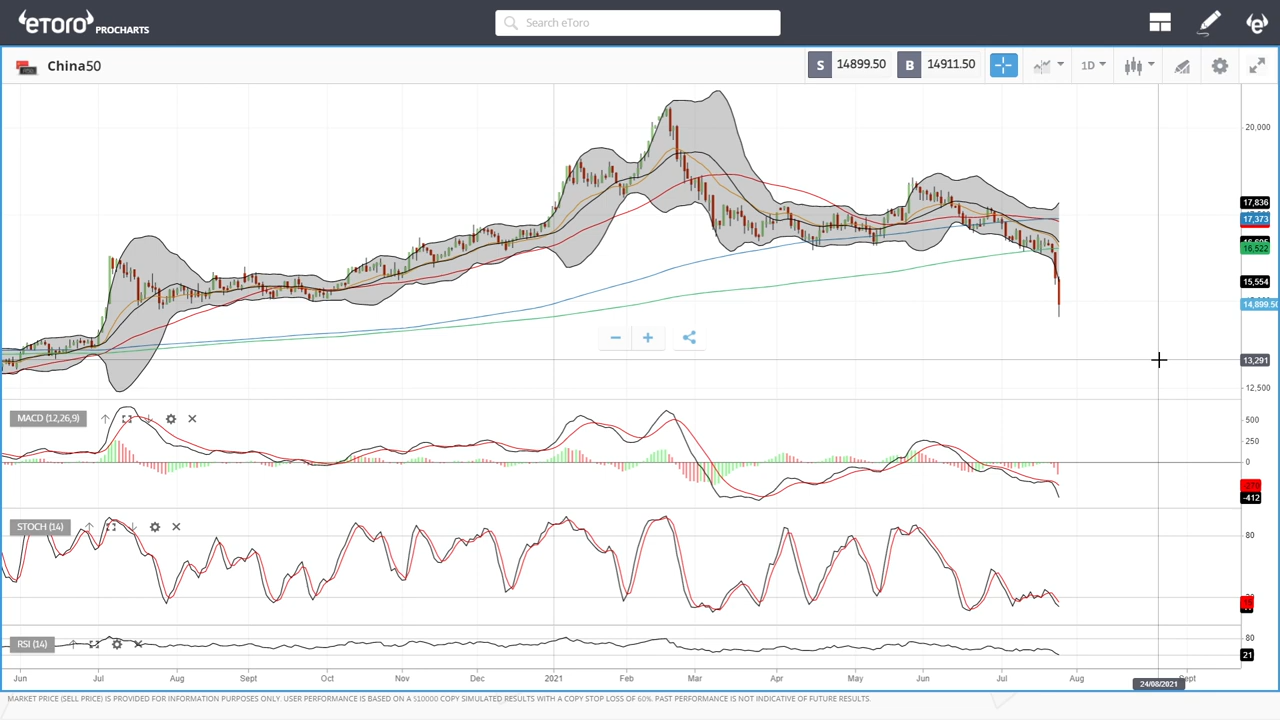 eToro PROCHARTS
Search eToro
China50
S 14899.50 B 14911.50
1D
20,000
17,836
17,373
16,522
15,554
14,899.50
13,291
12,500
MACD (12,26,9)
500
250
0
-412
STOCH (14)
80
RSI (14)
80
21
Jun Jul Aug Sept Oct Nov Dec 2021 Feb Mar Apr May Jun Jul Aug Sept
24/08/2021
MARKET PRICE (SELL PRICE) IS PROVIDED FOR INFORMATION PURPOSES ONLY. USER PERFORMANCE IS BASED ON A $10000 COPY SIMULATED RESULTS WITH A COPY STOP LOSS OF 60%. PAST PERFORMANCE IS NOT INDICATIVE OF FUTURE RESULTS.